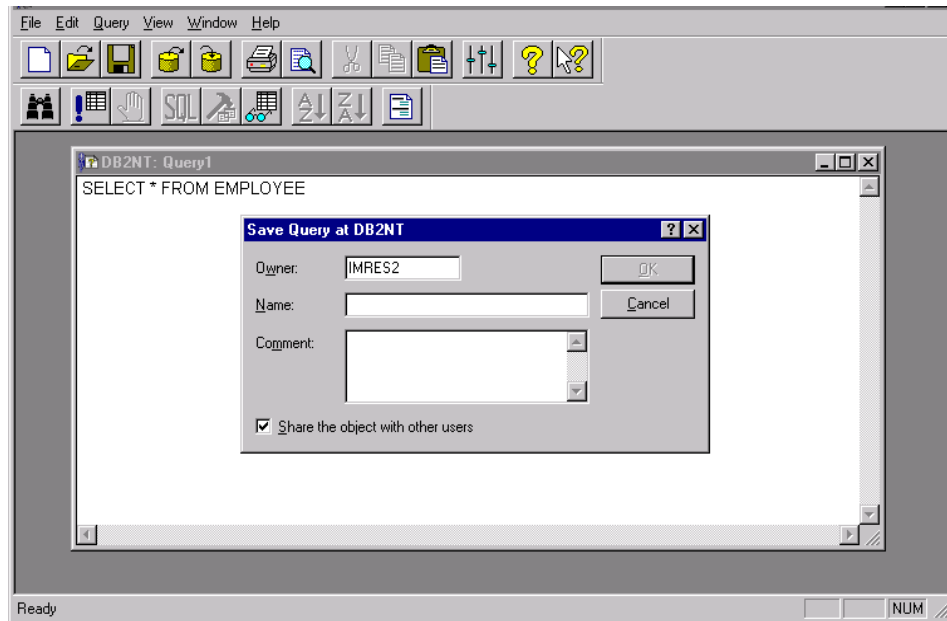 File Edit Query View Window Help
SQL
A Z
Z A
DB2NT: Query1
SELECT * FROM EMPLOYEE
Save Query at DB2NT
Owner: IMRES2
OK
Name:
Cancel
Comment:
Share the object with other users
Ready
NUM